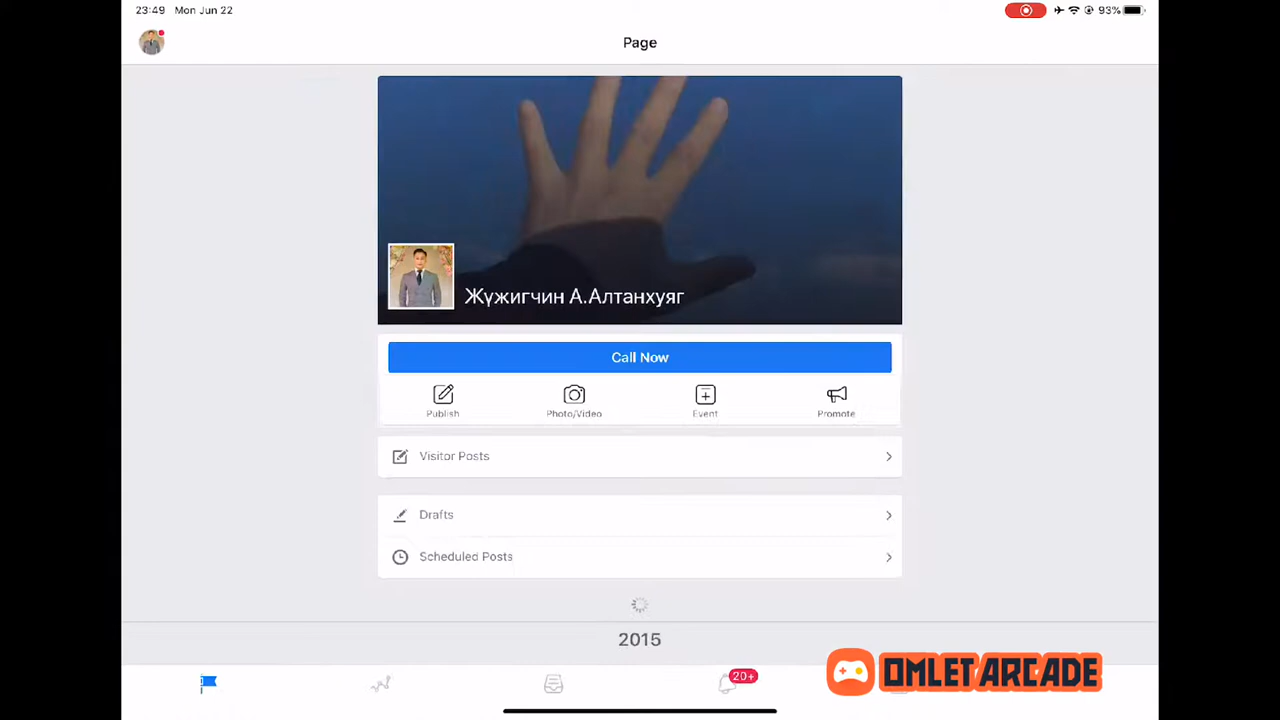 23:49 Mon Jun 22
93%
Page
Жүжигчин А.Алтанхуяг
Call Now
Publish
Photo/Video
Event
Promote
Visitor Posts
Drafts
Scheduled Posts
2015
20+
OMLET ARCADE